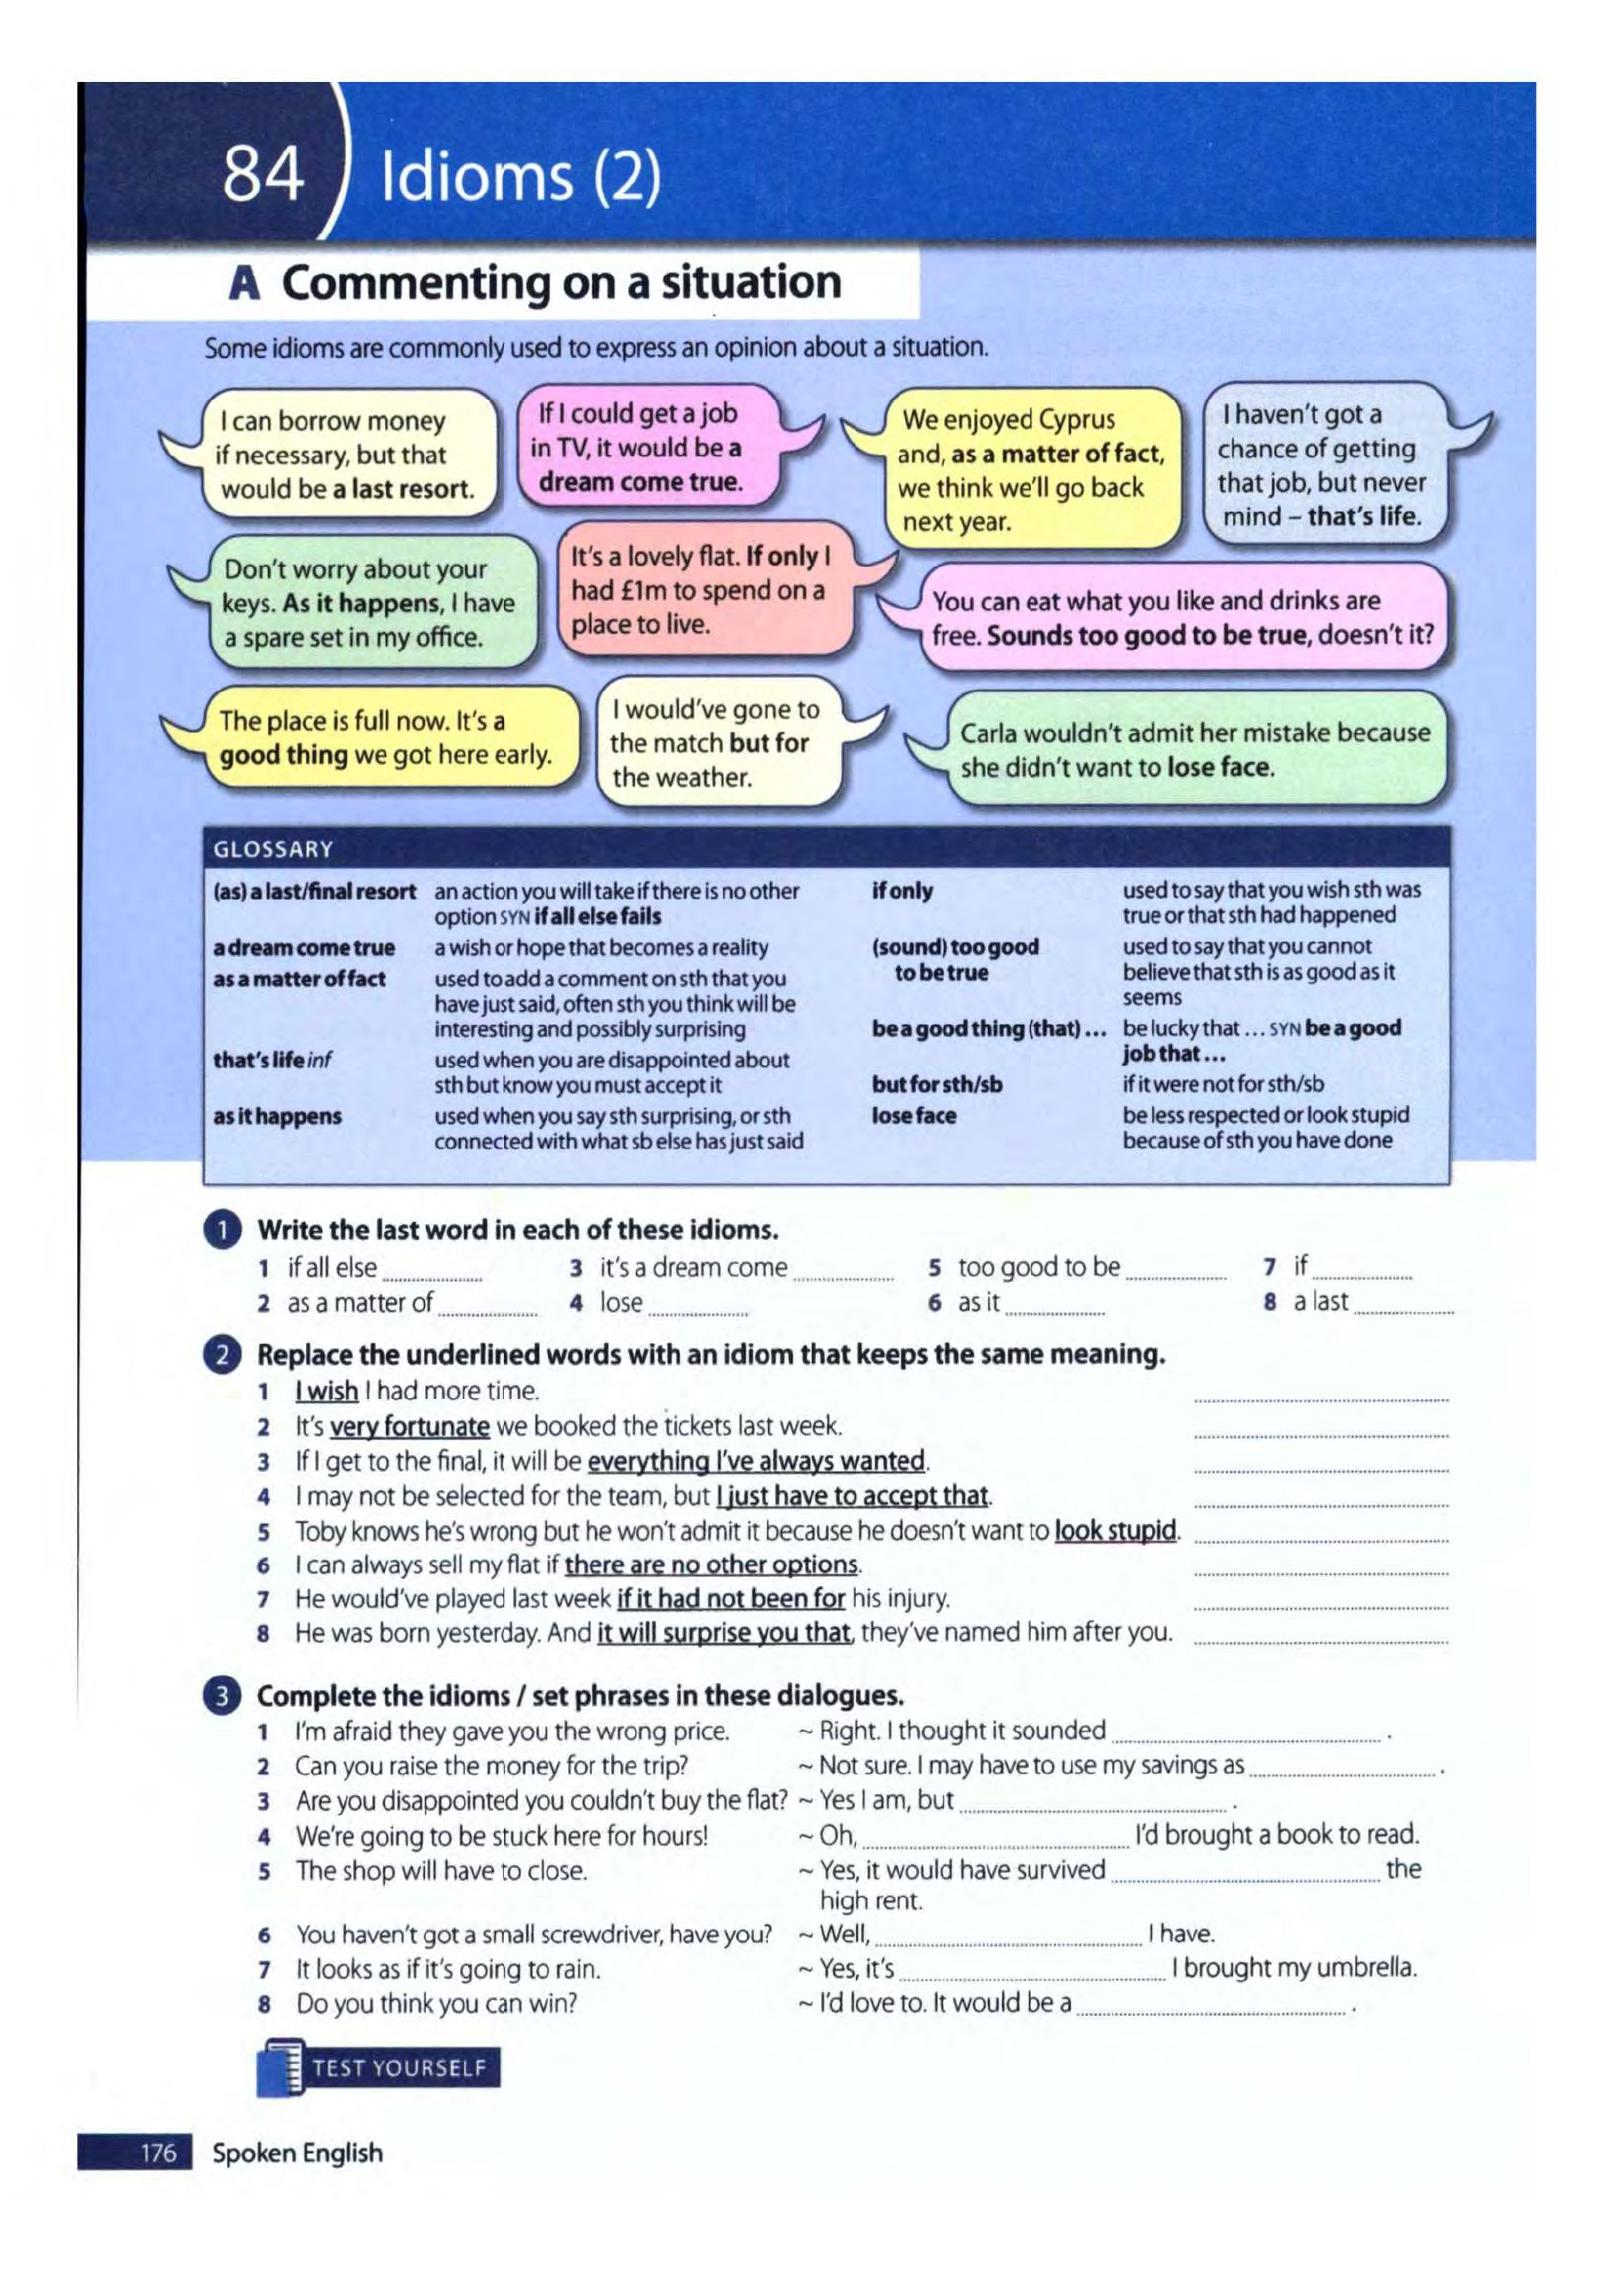 84 Idioms (2)
A Commenting on a situation
Some idioms are commonly used to express an opinion about a situation.
I can borrow money
if necessary, but that
would be a last resort.
If I could get a job
in TV, it would be a
dream come true.
We enjoyed Cyprus
and, as a matter of fact,
we think we'll go back
next year.
I haven't got a
chance of getting
that job, but never
mind – that's life.
Don't worry about your
keys. As it happens, I have
a spare set in my office.
It's a lovely flat. If only I
had £1m to spend on a
place to live.
You can eat what you like and drinks are
free. Sounds too good to be true, doesn't it?
The place is full now. It's a
good thing we got here early.
I would've gone to
the match but for
the weather.
Carla wouldn't admit her mistake because
she didn't want to lose face.
GLOSSARY
(as) a last/final resort an action you will take if there is no other
option SYN if all else fails
a dream come true a wish or hope that becomes a reality
as a matter of fact used to add a comment on sth that you
have just said, often sth you think will be
interesting and possibly surprising
that's life inf used when you are disappointed about
sth but know you must accept it
as it happens used when you say sth surprising, or sth
connected with what sb else has just said
if only used to say that you wish sth was
true or that sth had happened
(sound) too good used to say that you cannot
to be true believe that sth is as good as it
seems
be a good thing (that) ... be lucky that ... SYN be a good
job that ...
but for sth/sb if it were not for sth/sb
lose face be less respected or look stupid
because of sth you have done
1 Write the last word in each of these idioms.
1 if all else ............ 3 it's a dream come ............ 5 too good to be ............ 7 if ............
2 as a matter of ............ 4 lose ............ 6 as it ............ 8 a last ............
2 Replace the underlined words with an idiom that keeps the same meaning.
1 I wish I had more time. ............
2 It's very fortunate we booked the tickets last week. ............
3 If I get to the final, it will be everything I've always wanted. ............
4 I may not be selected for the team, but I just have to accept that. ............
5 Toby knows he's wrong but he won't admit it because he doesn't want to look stupid. ............
6 I can always sell my flat if there are no other options. ............
7 He would've played last week if it had not been for his injury. ............
8 He was born yesterday. And it will surprise you that, they've named him after you. ............
3 Complete the idioms / set phrases in these dialogues.
1 I'm afraid they gave you the wrong price. ~ Right. I thought it sounded ............ .
2 Can you raise the money for the trip? ~ Not sure. I may have to use my savings as ............ .
3 Are you disappointed you couldn't buy the flat? ~ Yes I am, but ............ .
4 We're going to be stuck here for hours! ~ Oh, ............ I'd brought a book to read.
5 The shop will have to close. ~ Yes, it would have survived ............ the
high rent.
6 You haven't got a small screwdriver, have you? ~ Well, ............ I have.
7 It looks as if it's going to rain. ~ Yes, it's ............ I brought my umbrella.
8 Do you think you can win? ~ I'd love to. It would be a ............ .
TEST YOURSELF
176 Spoken English